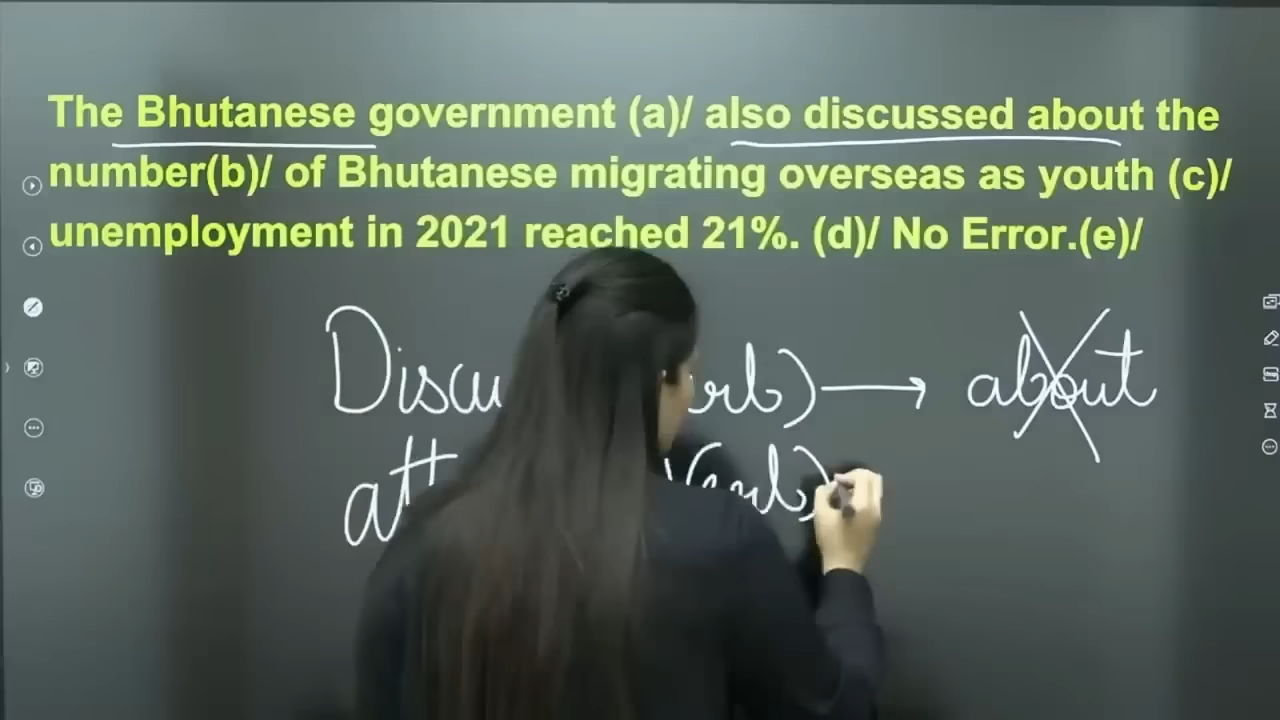 The Bhutanese government (a)/ also discussed about the
number(b)/ of Bhutanese migrating overseas as youth (c)/
unemployment in 2021 reached 21%. (d)/ No Error.(e)/
about